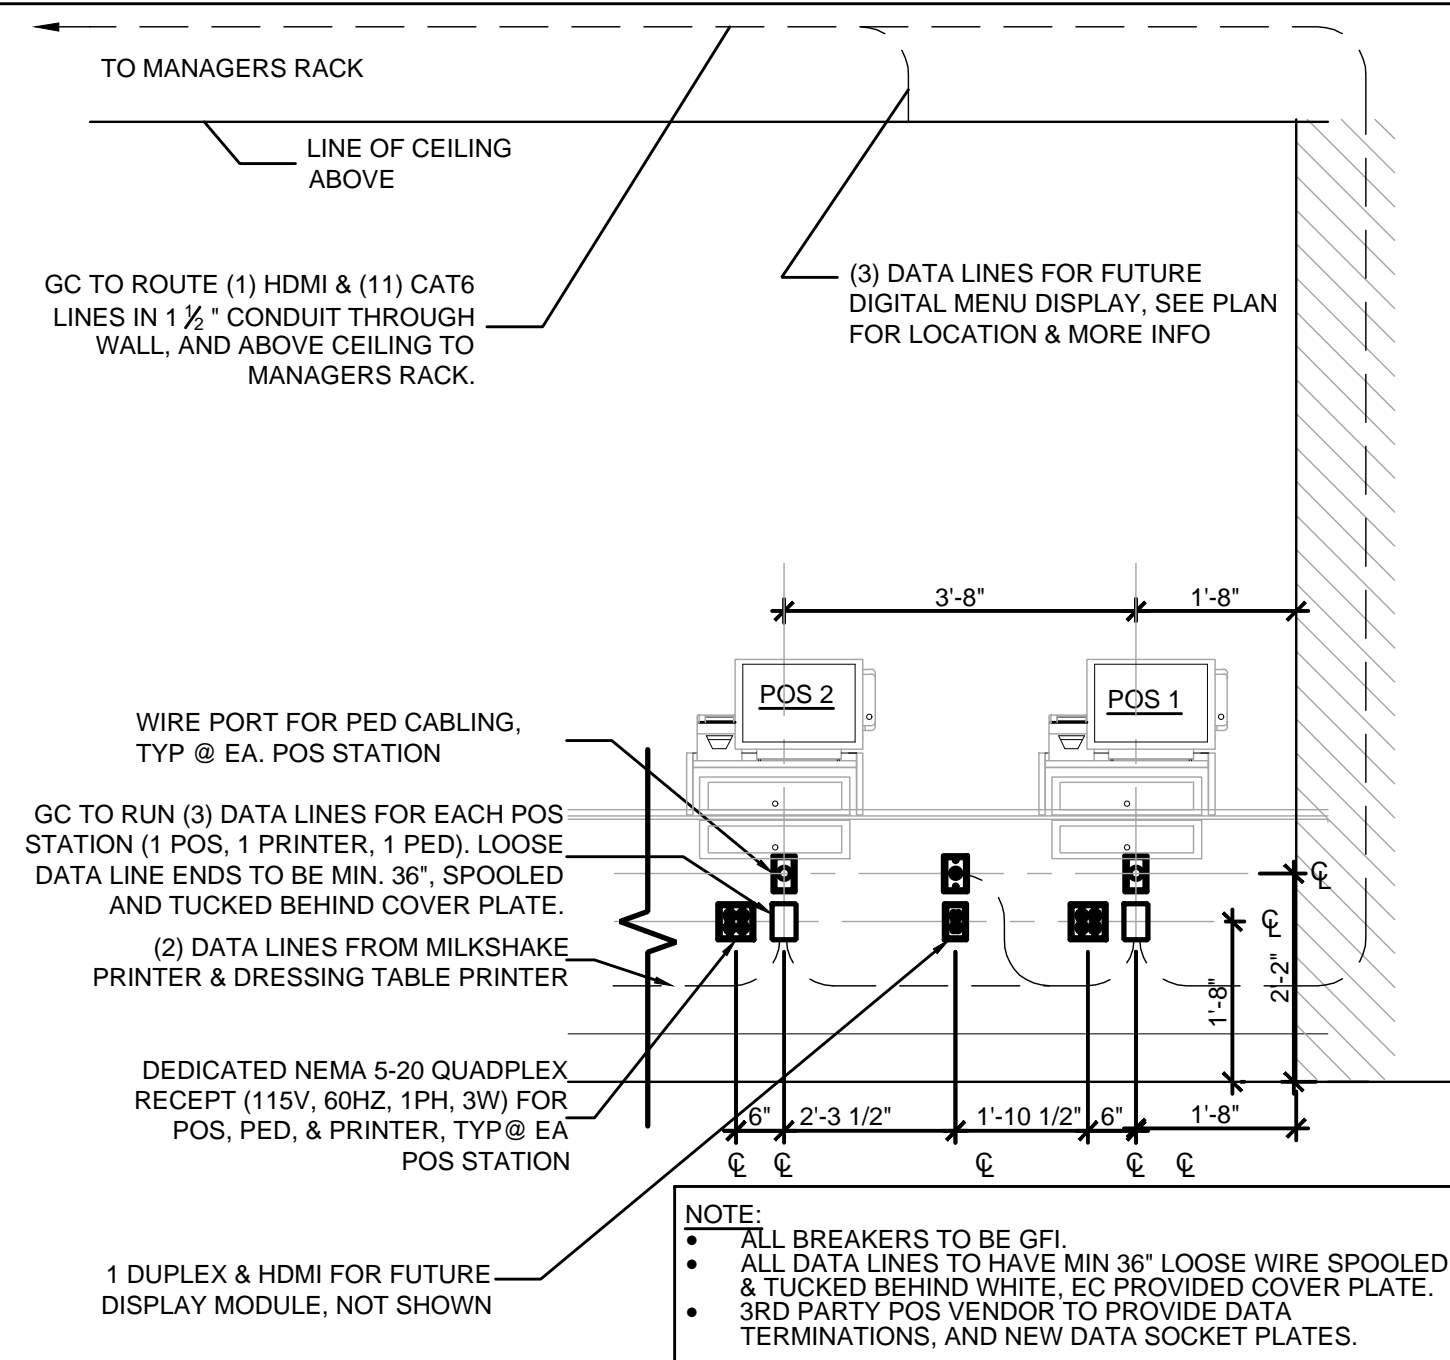 TO MANAGERS RACK
LINE OF CEILING
ABOVE
GC TO ROUTE (1) HDMI & (11) CAT6
LINES IN 1 ½ " CONDUIT THROUGH
WALL, AND ABOVE CEILING TO
MANAGERS RACK.
(3) DATA LINES FOR FUTURE
DIGITAL MENU DISPLAY, SEE PLAN
FOR LOCATION & MORE INFO
3'-8"
1'-8"
POS 2
POS 1
WIRE PORT FOR PED CABLING,
TYP @ EA. POS STATION
GC TO RUN (3) DATA LINES FOR EACH POS
STATION (1 POS, 1 PRINTER, 1 PED). LOOSE
DATA LINE ENDS TO BE MIN. 36", SPOOLED
AND TUCKED BEHIND COVER PLATE.
(2) DATA LINES FROM MILKSHAKE
PRINTER & DRESSING TABLE PRINTER
℄
℄
1'-8"
2'-2"
DEDICATED NEMA 5-20 QUADPLEX
RECEPT (115V, 60HZ, 1PH, 3W) FOR
POS, PED, & PRINTER, TYP@ EA
POS STATION
6"
2'-3 1/2"
1'-10 1/2"
6"
1'-8"
℄
℄
℄
℄
℄
1 DUPLEX & HDMI FOR FUTURE
DISPLAY MODULE, NOT SHOWN
NOTE:
• ALL BREAKERS TO BE GFI.
• ALL DATA LINES TO HAVE MIN 36" LOOSE WIRE SPOOLED
& TUCKED BEHIND WHITE, EC PROVIDED COVER PLATE.
• 3RD PARTY POS VENDOR TO PROVIDE DATA
TERMINATIONS, AND NEW DATA SOCKET PLATES.